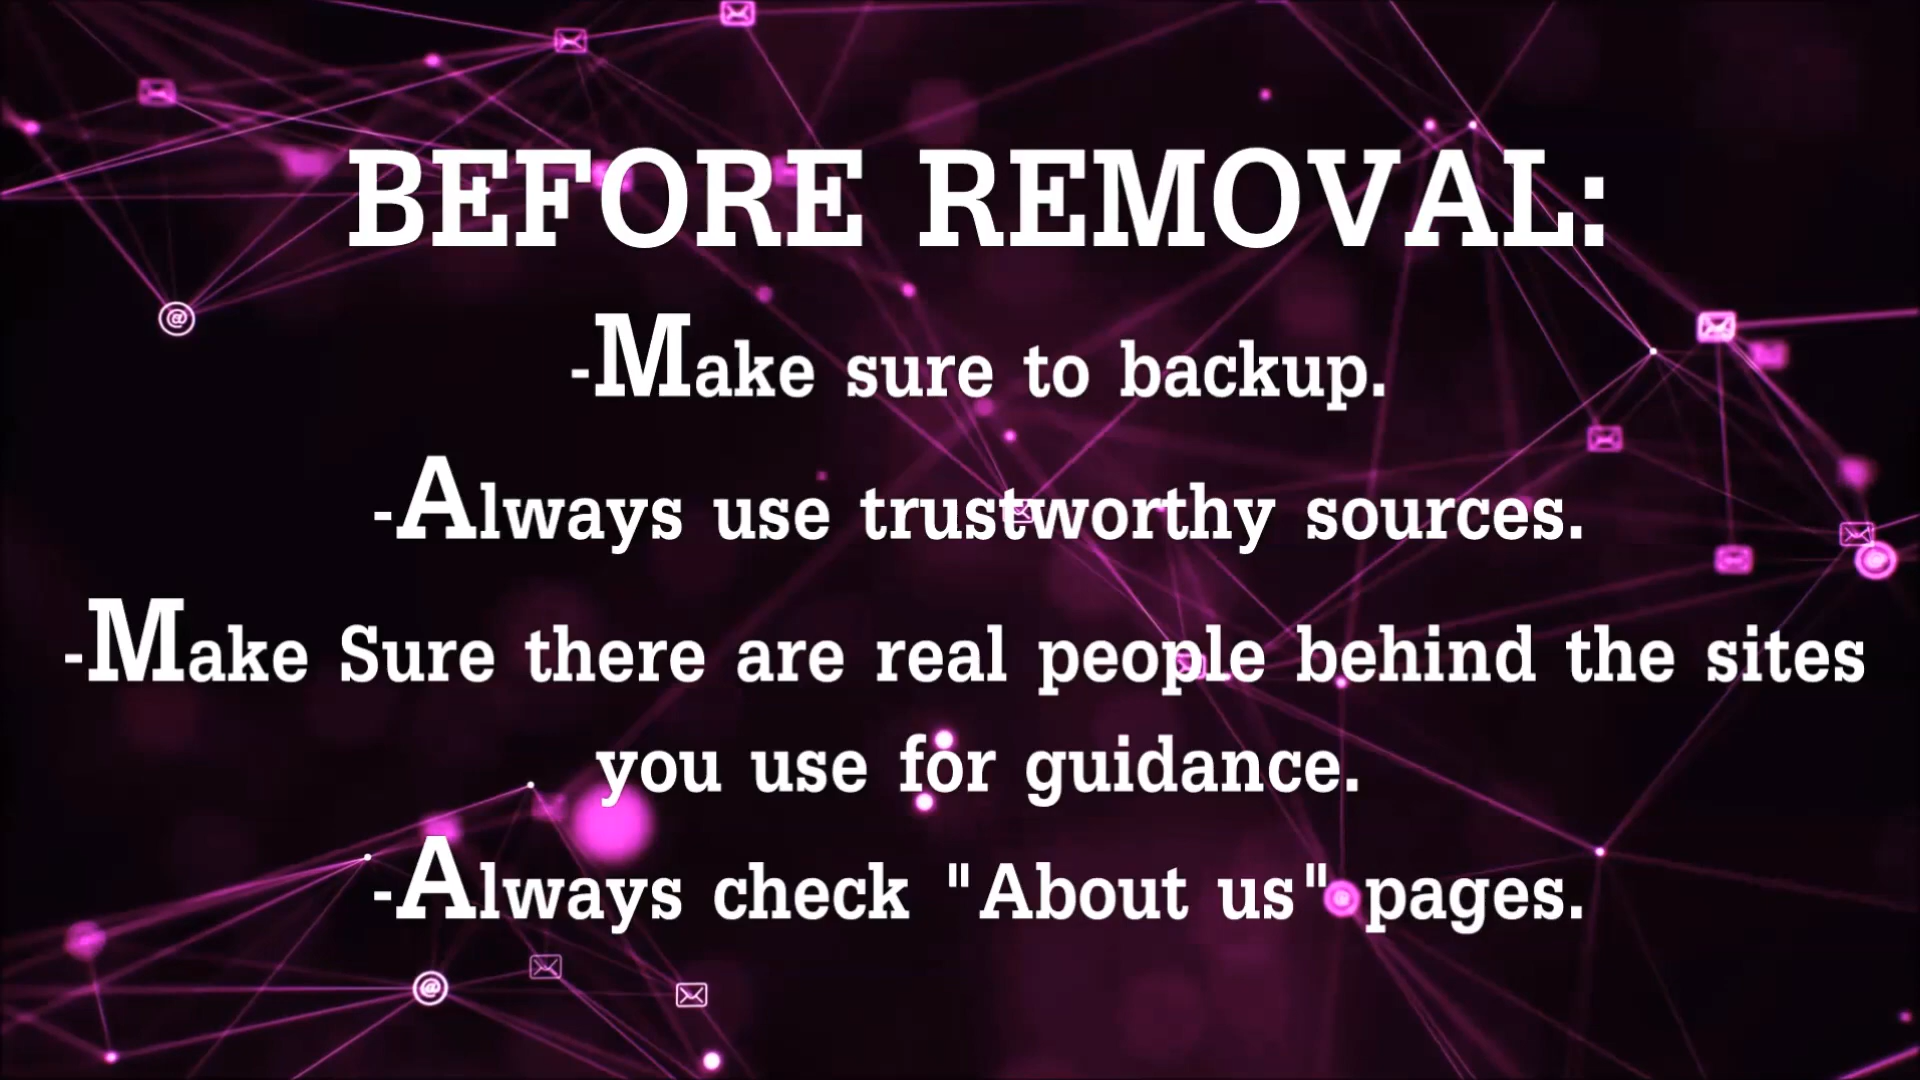 BEFORE REMOVAL:
-Make sure to backup.
-Always use trustworthy sources.
-Make Sure there are real people behind the sites
you use for guidance.
-Always check "About us" pages.